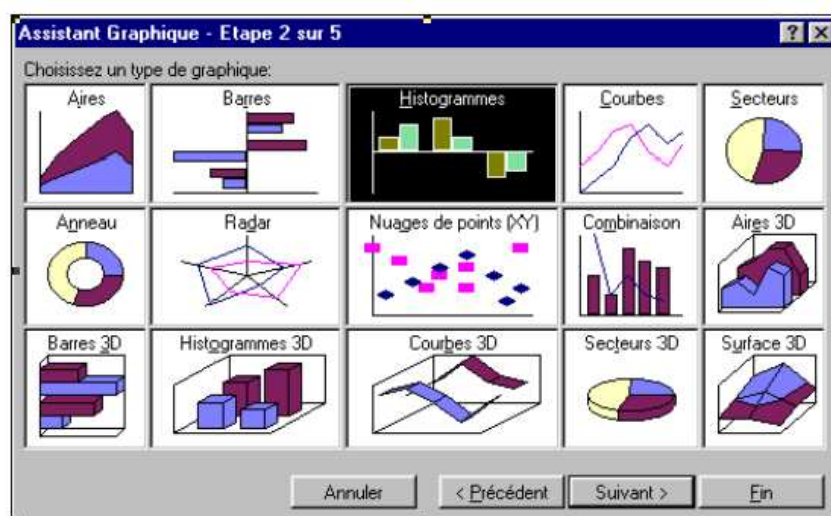 Assistant Graphique - Etape 2 sur 5
Choisissez un type de graphique:
Aires Barres Histogrammes Courbes Secteurs
Anneau Radar Nuages de points (XY) Combinaison Aires 3D
Barres 3D Histogrammes 3D Courbes 3D Secteurs 3D Surface 3D
Annuler < Précédent Suivant > Fin